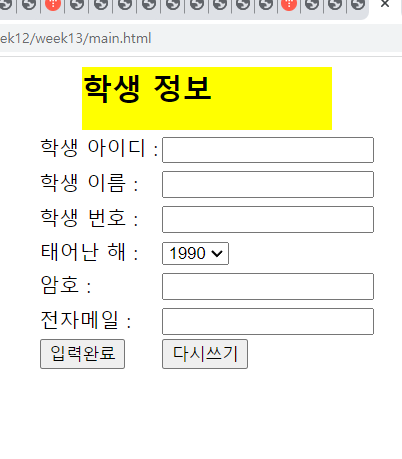 ek12/week13/main.html
학생 정보
학생 아이디 :
학생 이름 :
학생 번호 :
태어난 해 : 1990
암호 :
전자메일 :
입력완료 다시쓰기